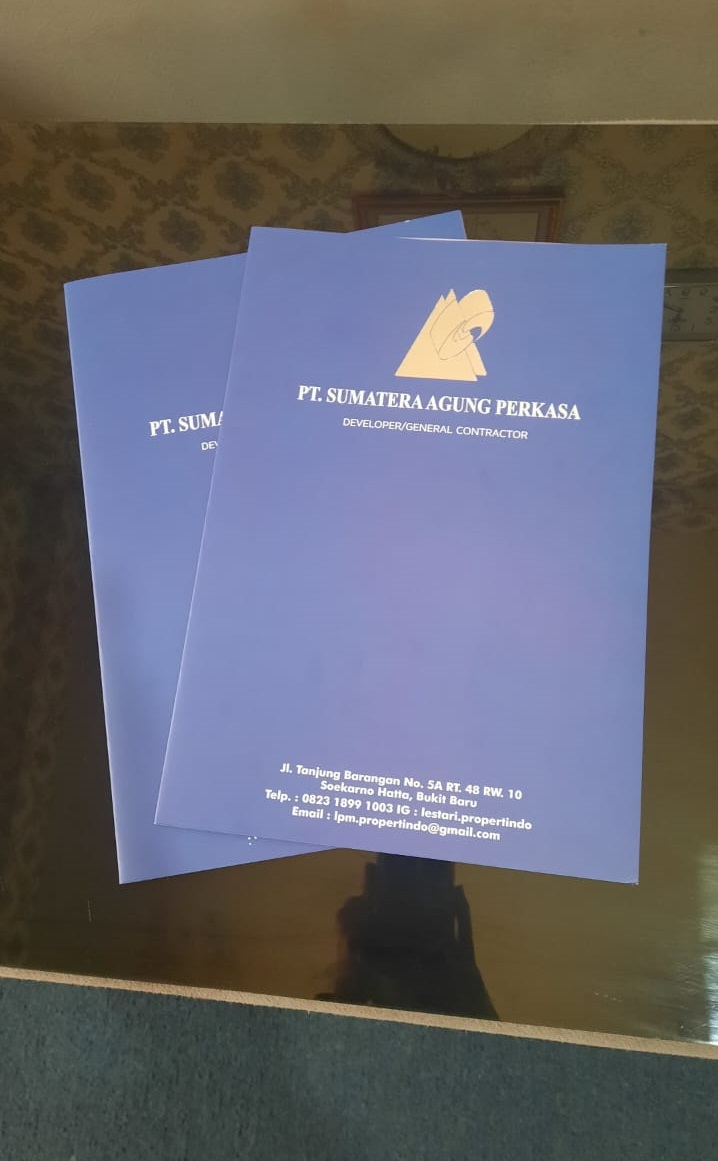 PT. SUMATERA AGUNG PERKASA
DEVELOPER/GENERAL CONTRACTOR
Jl. Tanjung Barangan No. 5A RT. 48 RW. 10
Soekarno Hatta, Bukit Baru
Telp. : 0823 1899 1003 IG : lestari.propertindo
Email : lpm.propertindo@gmail.com
PT. SUMA
DEV